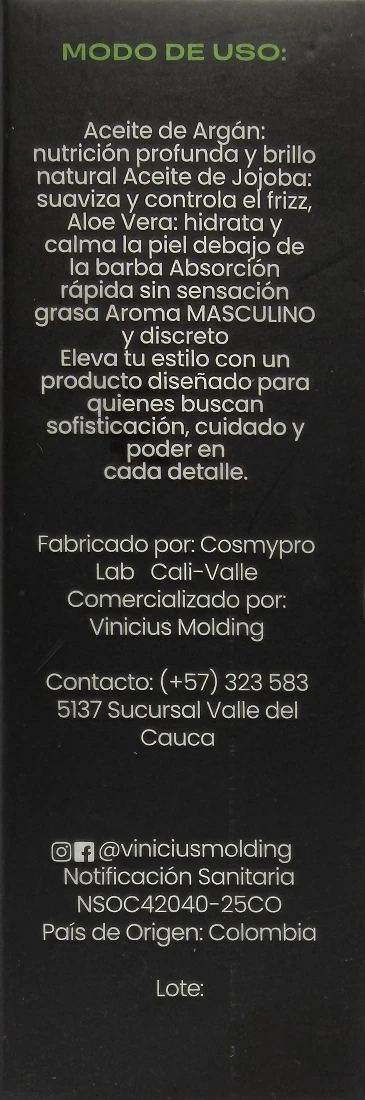 MODO DE USO:
Aceite de Argán:
nutrición profunda y brillo
natural Aceite de Jojoba:
suaviza y controla el frizz,
Aloe Vera: hidrata y
calma la piel debajo de
la barba Absorción
rápida sin sensación
grasa Aroma MASCULINO
y discreto
Eleva tu estilo con un
producto diseñado para
quienes buscan
sofisticación, cuidado y
poder en
cada detalle.
Fabricado por: Cosmypro
Lab Cali-Valle
Comercializado por:
Vinicius Molding
Contacto: (+57) 323 583
5137 Sucursal Valle del
Cauca
@viniciusmolding
Notificación Sanitaria
NSOC42040-25CO
País de Origen: Colombia
Lote: